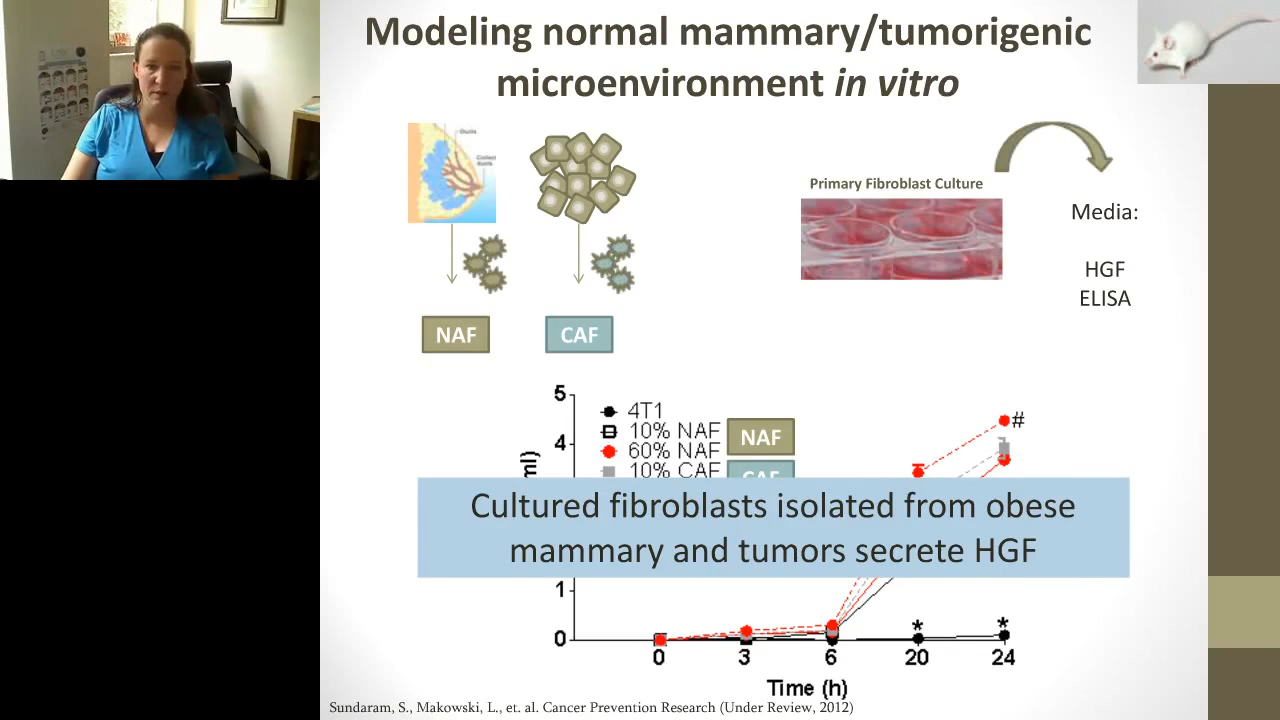 Modeling normal mammary/tumorigenic
microenvironment in vitro
Ducts
Primary Fibroblast Culture
Media:
HGF
ELISA
NAF
CAF
5
4
1
0
ml)
4T1
10% NAF
60% NAF
10% CAF
NAF
CAF
#
Cultured fibroblasts isolated from obese
mammary and tumors secrete HGF
* *
0 3 6 20 24
Time (h)
Sundaram, S., Makowski, L., et. al. Cancer Prevention Research (Under Review, 2012)